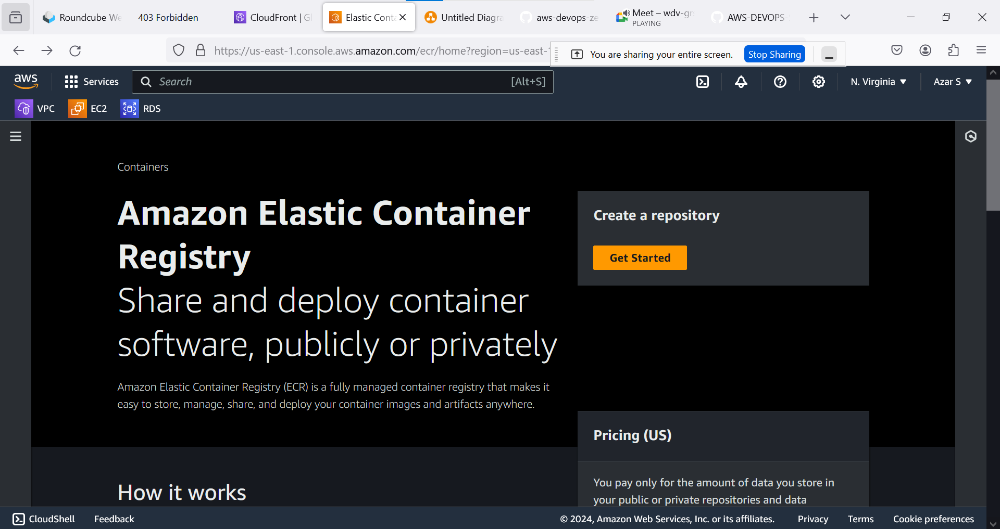 Roundcube We
403 Forbidden
CloudFront | Gl
Elastic Conta
Untitled Diagra
aws-devops-ze
Meet – wdv-gr
PLAYING
AWS-DEVOPS-
https://us-east-1.console.aws.amazon.com/ecr/home?region=us-east-
You are sharing your entire screen.
Stop Sharing
aws
Services
Search
[Alt+S]
N. Virginia
Azar S
VPC
EC2
RDS
Containers
Amazon Elastic Container
Registry
Share and deploy container
software, publicly or privately
Amazon Elastic Container Registry (ECR) is a fully managed container registry that makes it
easy to store, manage, share, and deploy your container images and artifacts anywhere.
Create a repository
Get Started
Pricing (US)
You pay only for the amount of data you store in
your public or private repositories and data
How it works
CloudShell
Feedback
© 2024, Amazon Web Services, Inc. or its affiliates.
Privacy
Terms
Cookie preferences